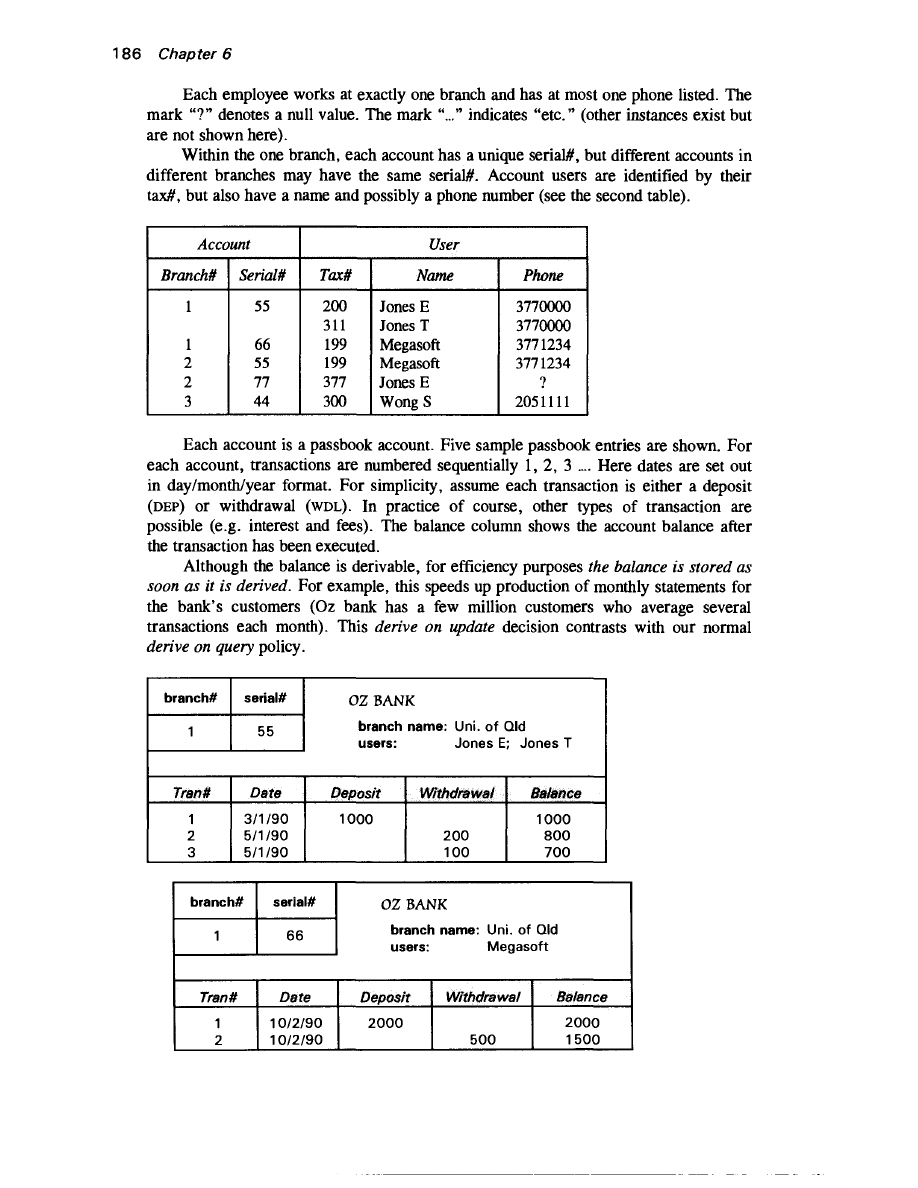 186 Chapter 6
Each employee works at exactly one branch and has at most one phone listed. The
mark “?” denotes a null value. The mark “...” indicates “etc.” (other instances exist but
are not shown here).
Within the one branch, each account has a unique serial#, but different accounts in
different branches may have the same serial#. Account users are identified by their
tax#, but also have a name and possibly a phone number (see the second table).
Account User
Branch# Serial# Tax# Name Phone
1 55 200 Jones E 3770000
311 Jones T 3770000
1 66 199 Megasoft 3771234
2 55 199 Megasoft 3771234
2 77 377 Jones E ?
3 44 300 Wong S 2051111
Each account is a passbook account. Five sample passbook entries are shown. For
each account, transactions are numbered sequentially 1, 2, 3 .... Here dates are set out
in day/month/year format. For simplicity, assume each transaction is either a deposit
(DEP) or withdrawal (WDL). In practice of course, other types of transaction are
possible (e.g. interest and fees). The balance column shows the account balance after
the transaction has been executed.
Although the balance is derivable, for efficiency purposes the balance is stored as
soon as it is derived. For example, this speeds up production of monthly statements for
the bank's customers (Oz bank has a few million customers who average several
transactions each month). This derive on update decision contrasts with our normal
derive on query policy.
branch# serial# OZ BANK
1 55 branch name: Uni. of Qld
users: Jones E; Jones T
Tran# Date Deposit Withdrawal Balance
1 3/1/90 1000 1000
2 5/1/90 200 800
3 5/1/90 100 700
branch# serial# OZ BANK
1 66 branch name: Uni. of Qld
users: Megasoft
Tran# Date Deposit Withdrawal Balance
1 10/2/90 2000 2000
2 10/2/90 500 1500